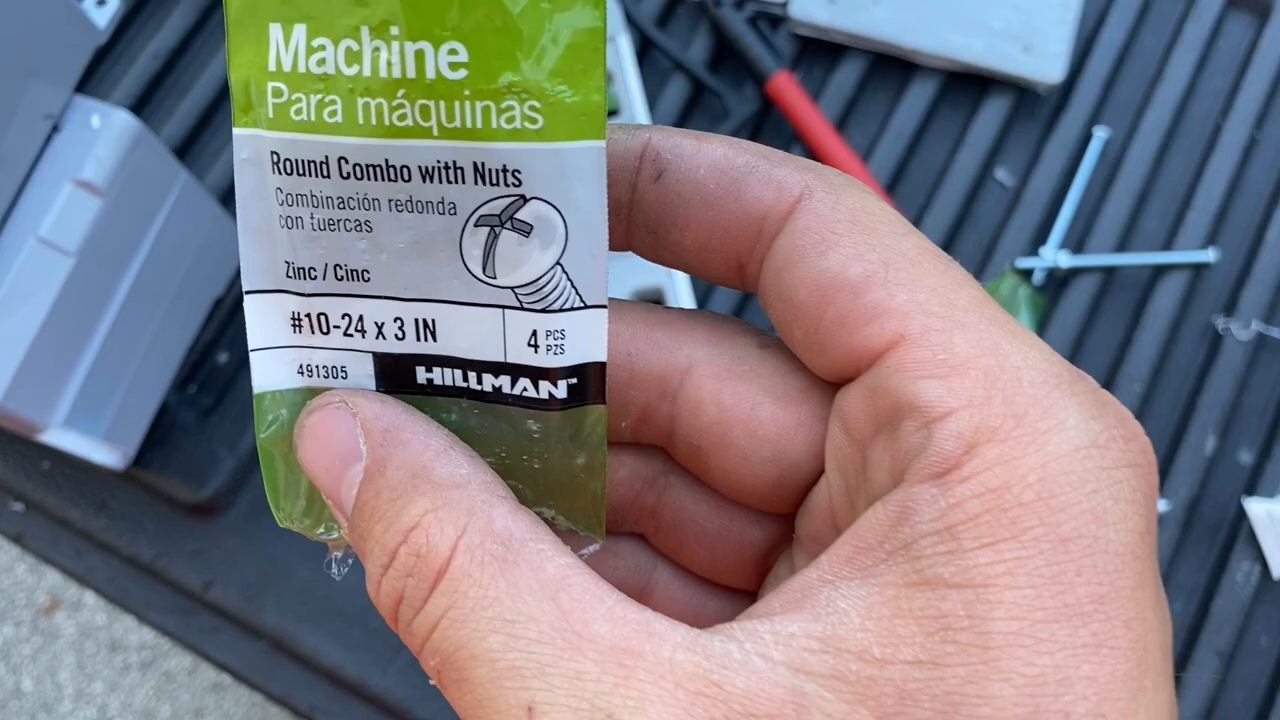 Machine
Para máquinas
Round Combo with Nuts
Combinación redonda
con tuercas
Zinc / Cinc
#10-24 x 3 IN
4 PCS
PZS
491305
HILLMAN™